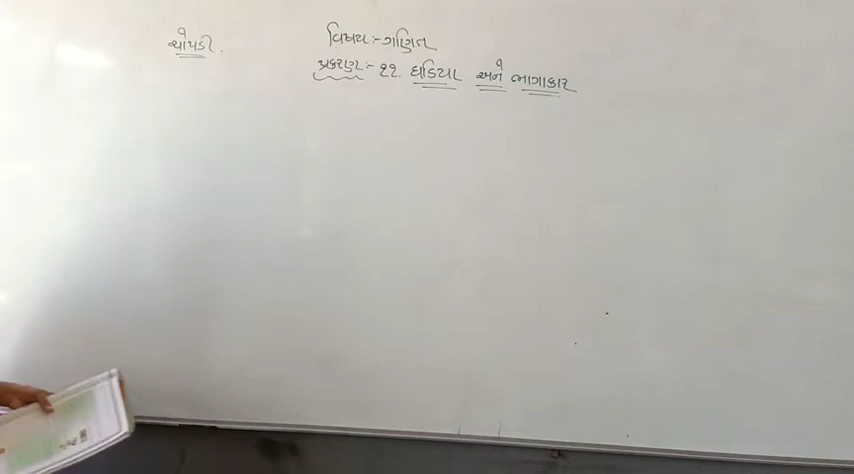 ચોપડી.
વિષય:- ગણિત
પ્રકરણ:- ૧૧. ઘડિયા અને ભાગાકાર